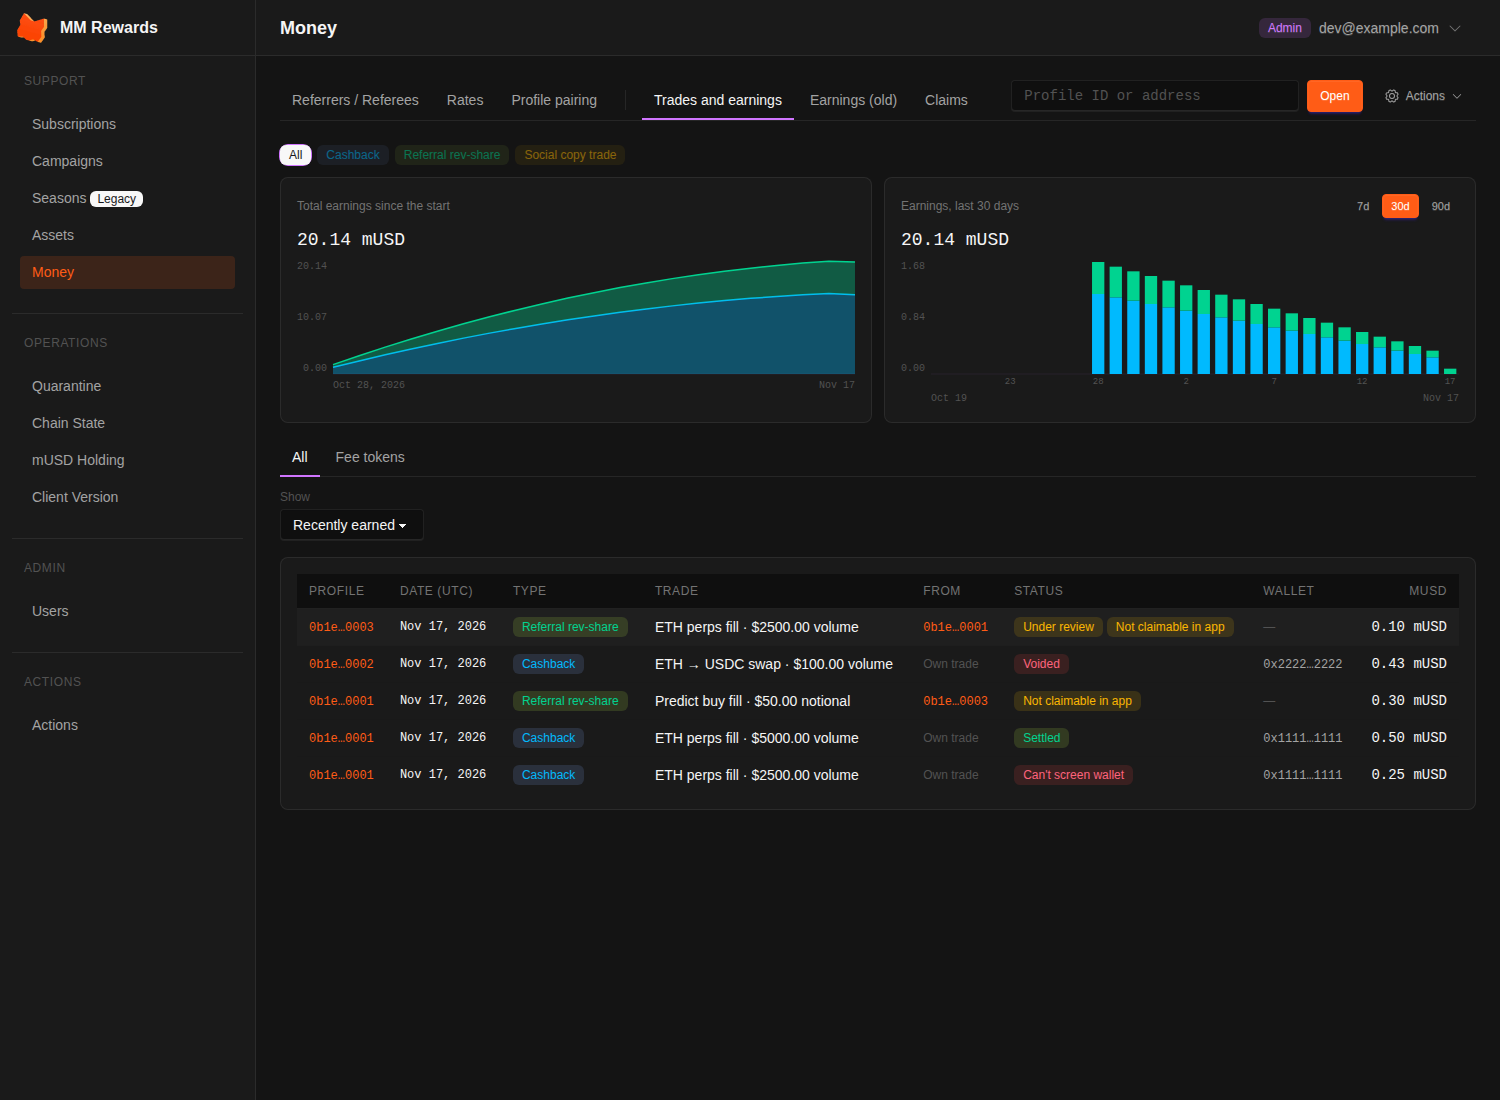 MM Rewards
Money
Admin dev@example.com
SUPPORT
Subscriptions
Campaigns
Seasons Legacy
Assets
Money
OPERATIONS
Quarantine
Chain State
mUSD Holding
Client Version
ADMIN
Users
ACTIONS
Actions
Referrers / Referees Rates Profile pairing Trades and earnings Earnings (old) Claims Profile ID or address Open Actions
All Cashback Referral rev-share Social copy trade
Total earnings since the start
20.14 mUSD
20.14
10.07
0.00
Oct 28, 2026 Nov 17
Earnings, last 30 days 7d 30d 90d
20.14 mUSD
1.68
0.84
0.00
23 28 2 7 12 17
Oct 19 Nov 17
All Fee tokens
Show
Recently earned
PROFILE DATE (UTC) TYPE TRADE FROM STATUS WALLET MUSD
0b1e…0003 Nov 17, 2026 Referral rev-share ETH perps fill · $2500.00 volume 0b1e…0001 Under review Not claimable in app — 0.10 mUSD
0b1e…0002 Nov 17, 2026 Cashback ETH → USDC swap · $100.00 volume Own trade Voided 0x2222…2222 0.43 mUSD
0b1e…0001 Nov 17, 2026 Referral rev-share Predict buy fill · $50.00 notional 0b1e…0003 Not claimable in app — 0.30 mUSD
0b1e…0001 Nov 17, 2026 Cashback ETH perps fill · $5000.00 volume Own trade Settled 0x1111…1111 0.50 mUSD
0b1e…0001 Nov 17, 2026 Cashback ETH perps fill · $2500.00 volume Own trade Can't screen wallet 0x1111…1111 0.25 mUSD